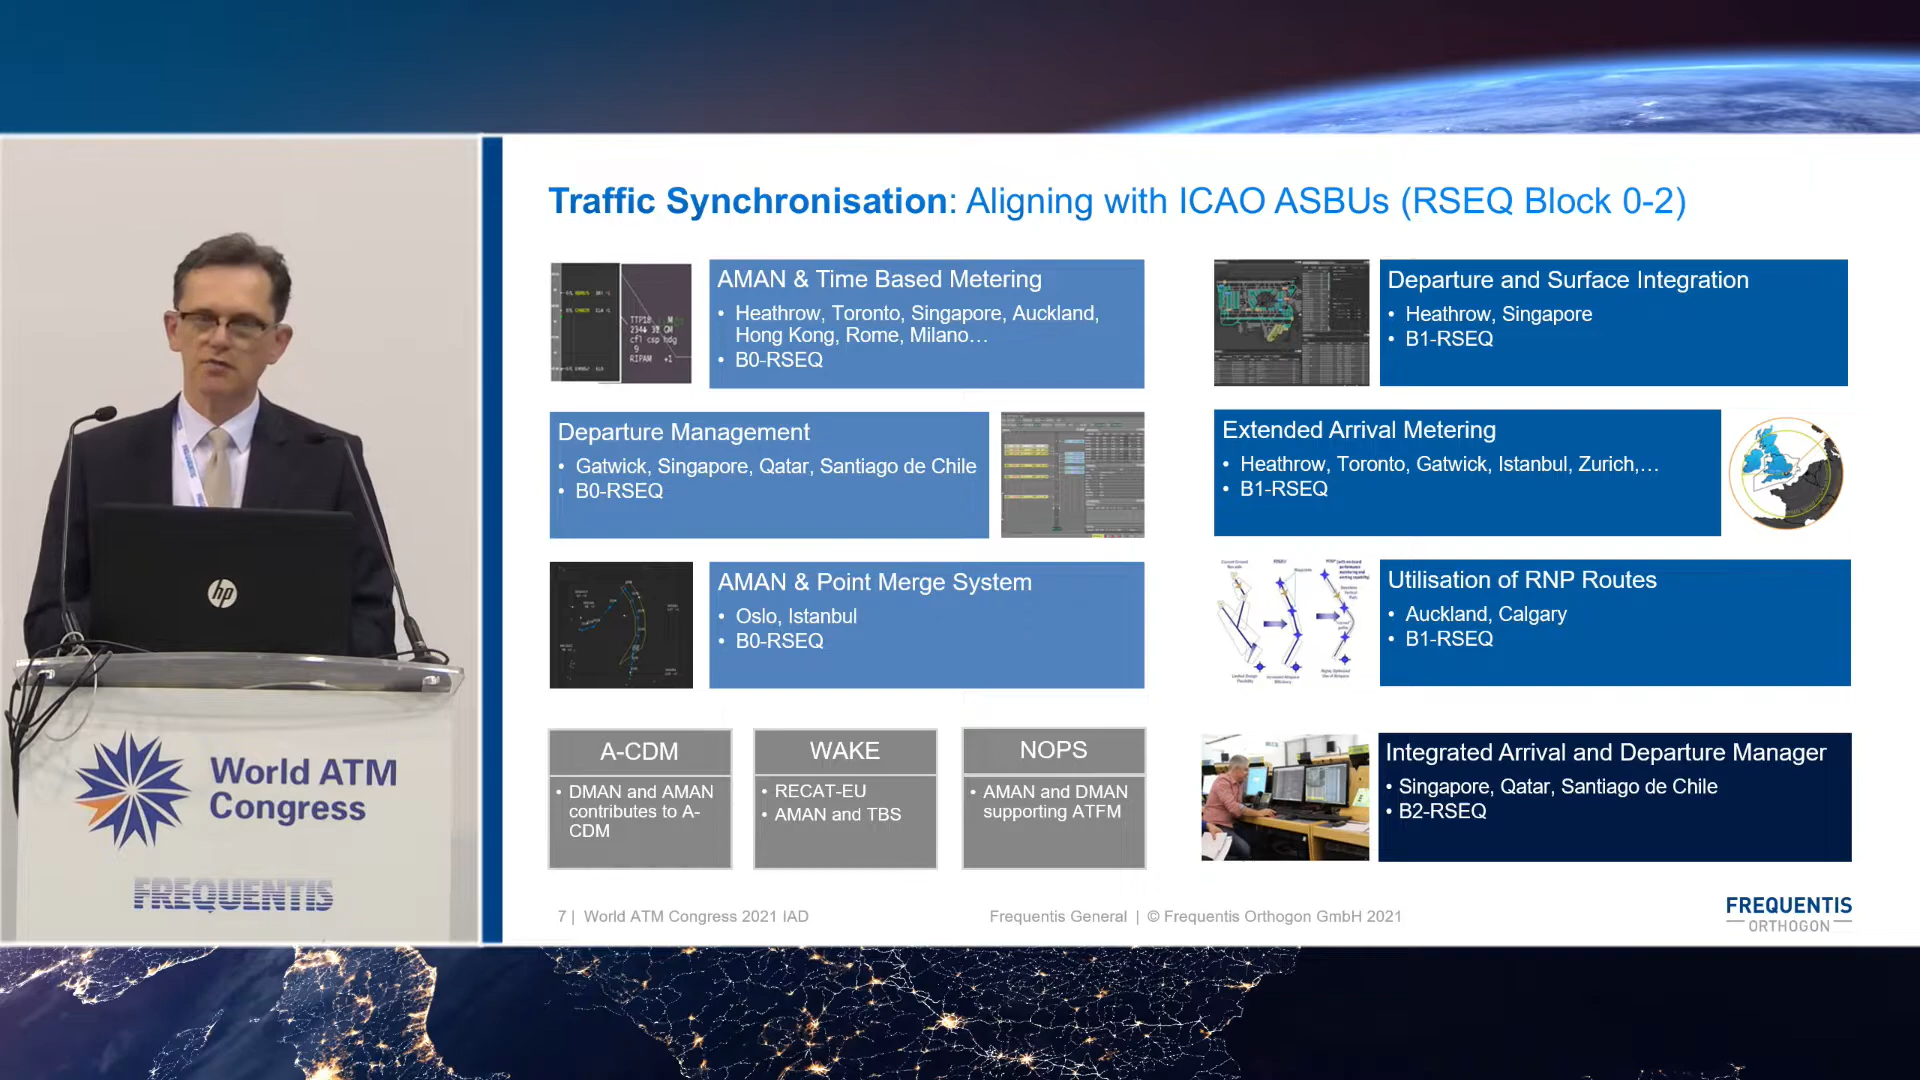 Traffic Synchronisation: Aligning with ICAO ASBUs (RSEQ Block 0-2)
AMAN & Time Based Metering
• Heathrow, Toronto, Singapore, Auckland,
Hong Kong, Rome, Milano…
• B0-RSEQ
Departure Management
• Gatwick, Singapore, Qatar, Santiago de Chile
• B0-RSEQ
AMAN & Point Merge System
• Oslo, Istanbul
• B0-RSEQ
A-CDM
• DMAN and AMAN
contributes to A-
CDM
WAKE
• RECAT-EU
• AMAN and TBS
NOPS
• AMAN and DMAN
supporting ATFM
Departure and Surface Integration
• Heathrow, Singapore
• B1-RSEQ
Extended Arrival Metering
• Heathrow, Toronto, Gatwick, Istanbul, Zurich,…
• B1-RSEQ
Utilisation of RNP Routes
• Auckland, Calgary
• B1-RSEQ
Integrated Arrival and Departure Manager
• Singapore, Qatar, Santiago de Chile
• B2-RSEQ
7 | World ATM Congress 2021 IAD
Frequentis General | © Frequentis Orthogon GmbH 2021
FREQUENTIS
ORTHOGON
hp
World ATM
Congress
FREQUENTIS